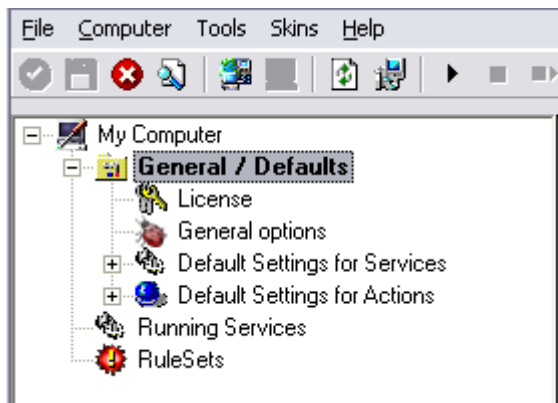 File Computer Tools Skins Help
My Computer
General / Defaults
License
General options
Default Settings for Services
Default Settings for Actions
Running Services
RuleSets